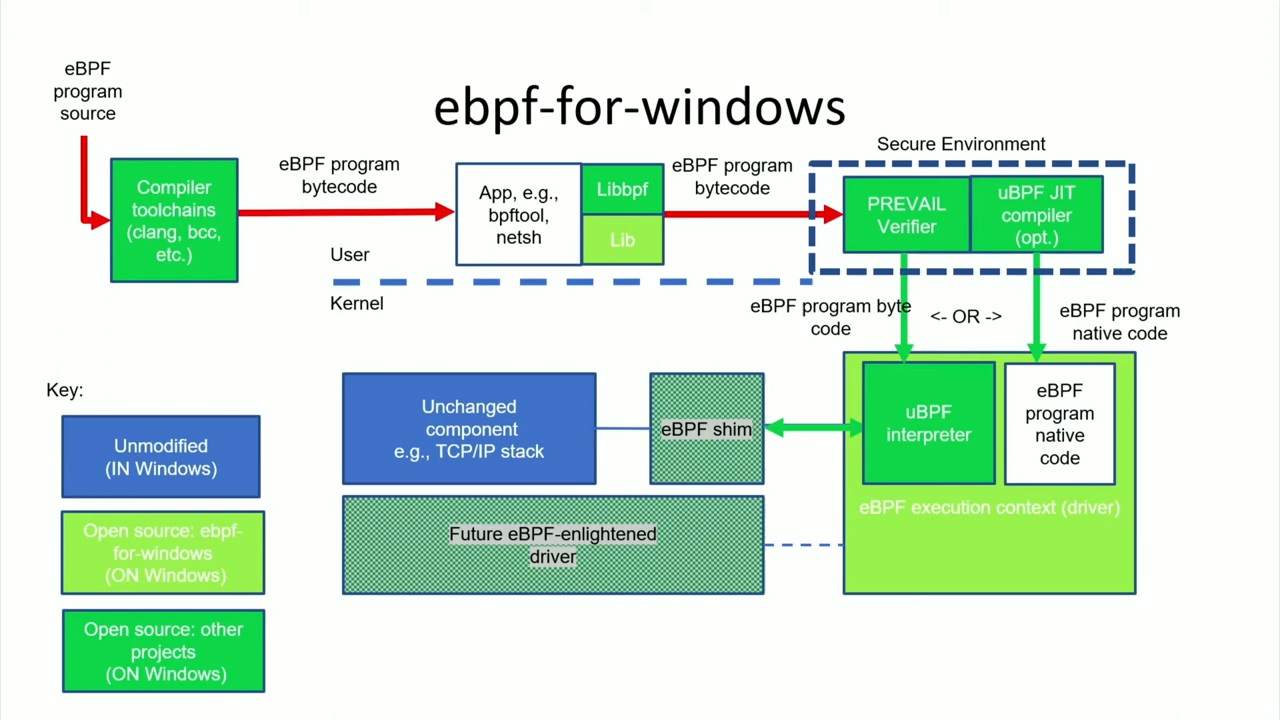 eBPF
program
source
ebpf-for-windows
Secure Environment
Compiler
toolchains
(clang, bcc,
etc.)
eBPF program
bytecode
App, e.g.,
bpftool,
netsh
Libbpf
Lib
eBPF program
bytecode
PREVAIL
Verifier
uBPF JIT
compiler
(opt.)
User
Kernel
eBPF program byte
code
<- OR ->
eBPF program
native code
Key:
Unmodified
(IN Windows)
Open source: ebpf-
for-windows
(ON Windows)
Open source: other
projects
(ON Windows)
Unchanged
component
e.g., TCP/IP stack
eBPF shim
uBPF
interpreter
eBPF
program
native
code
eBPF execution context (driver)
Future eBPF-enlightened
driver